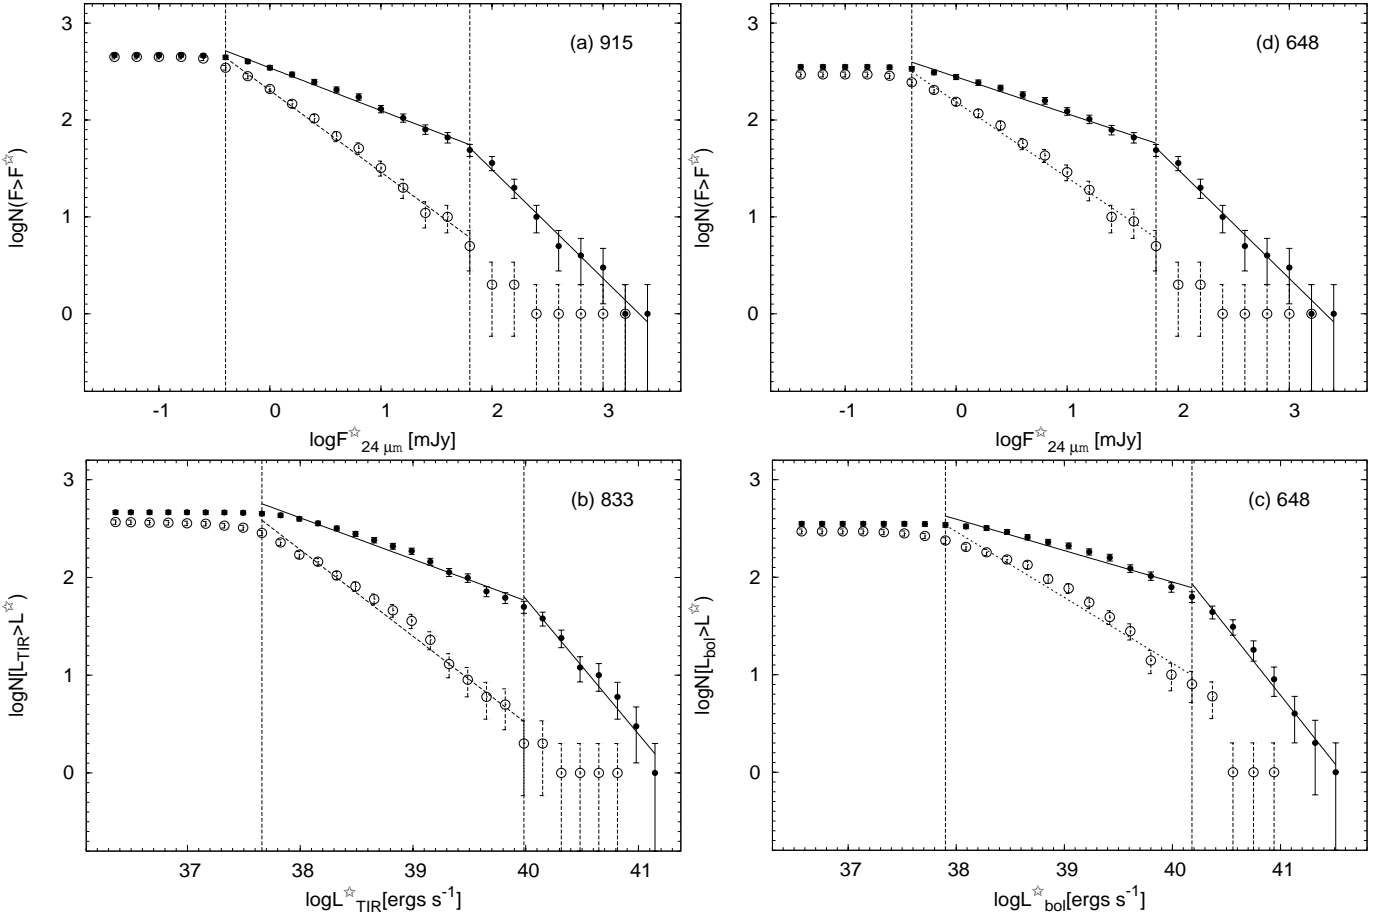 (a) 915
logN(F>F☆)
3
2
1
0
-1 0 1 2 3
logF☆24 μm [mJy]
(d) 648
logN(F>F☆)
3
2
1
0
-1 0 1 2 3
logF☆24 μm [mJy]
(b) 833
logN[LTIR>L☆)
3
2
1
0
37 38 39 40 41
logL☆TIR[ergs s-1]
(c) 648
logN[Lbol>L☆)
3
2
1
0
37 38 39 40 41
logL☆bol[ergs s-1]